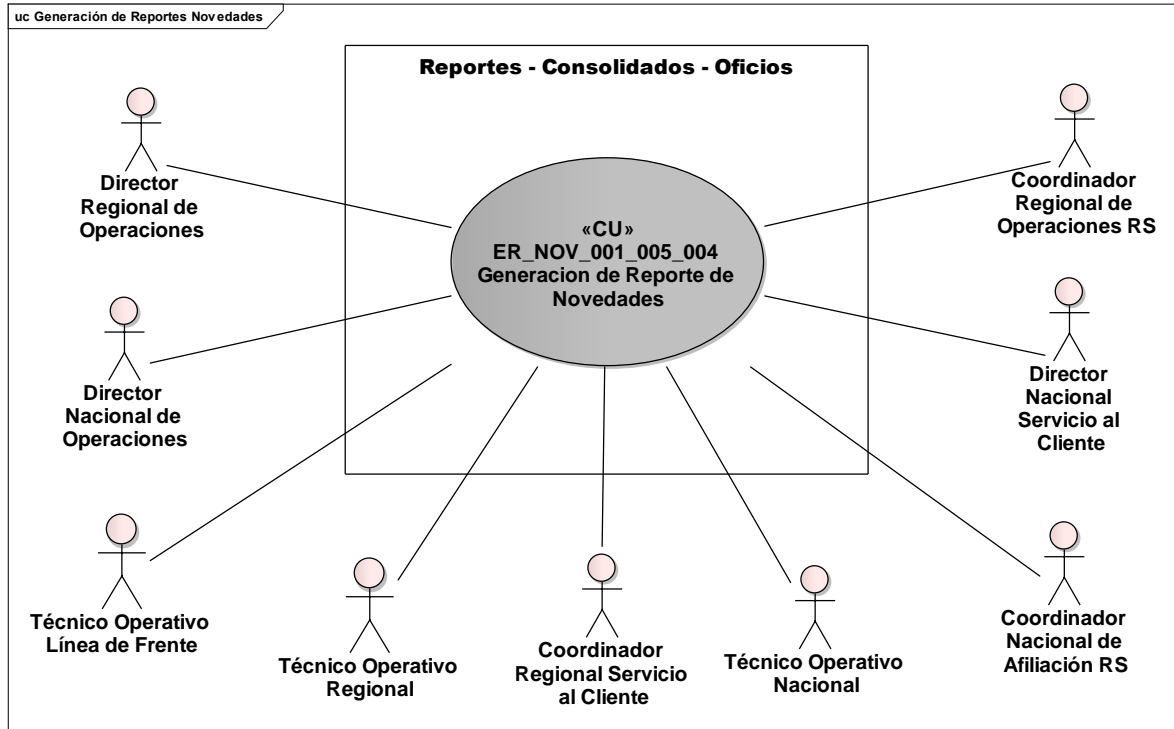 uc Generación de Reportes Novedades
Reportes - Consolidados - Oficios
«CU»
ER_NOV_001_005_004
Generacion de Reporte de
Novedades
Director
Regional de
Operaciones
Coordinador
Regional de
Operaciones RS
Director
Nacional de
Operaciones
Director
Nacional
Servicio al
Cliente
Técnico Operativo
Línea de Frente
Técnico Operativo
Regional
Coordinador
Regional Servicio
al Cliente
Técnico Operativo
Nacional
Coordinador
Nacional de
Afiliación RS